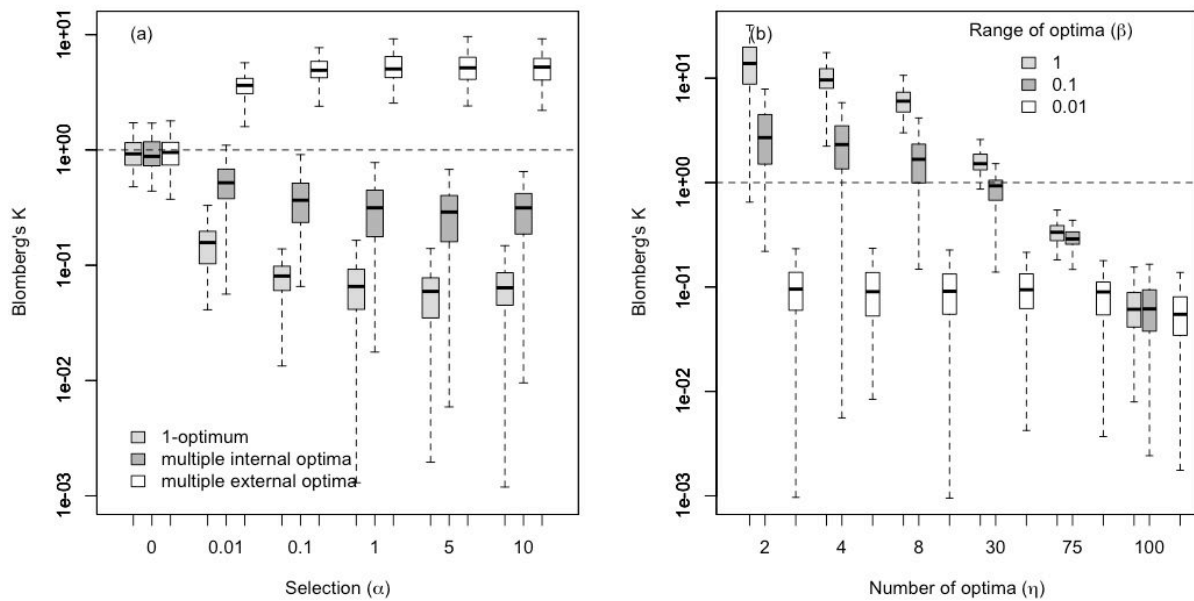 (a)
Blomberg's K
1e+01
1e+00
1e-01
1e-02
1e-03
1-optimum
multiple internal optima
multiple external optima
0 0.01 0.1 1 5 10
Selection (α)
(b)
Range of optima (β)
1
0.1
0.01
Blomberg's K
1e+01
1e+00
1e-01
1e-02
1e-03
2 4 8 30 75 100
Number of optima (η)